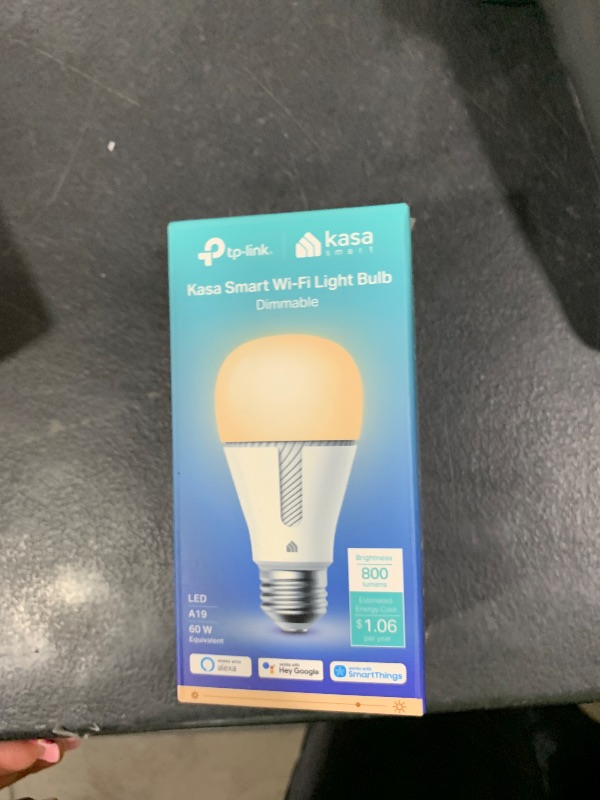 tp-link
kasa
smart
Kasa Smart Wi-Fi Light Bulb
Dimmable
Brightness
800
lumens
Estimated
Energy Cost
$1.06
per year
LED
A19
60 W
Equivalent
works with
alexa
works with
Hey Google
works with
SmartThings